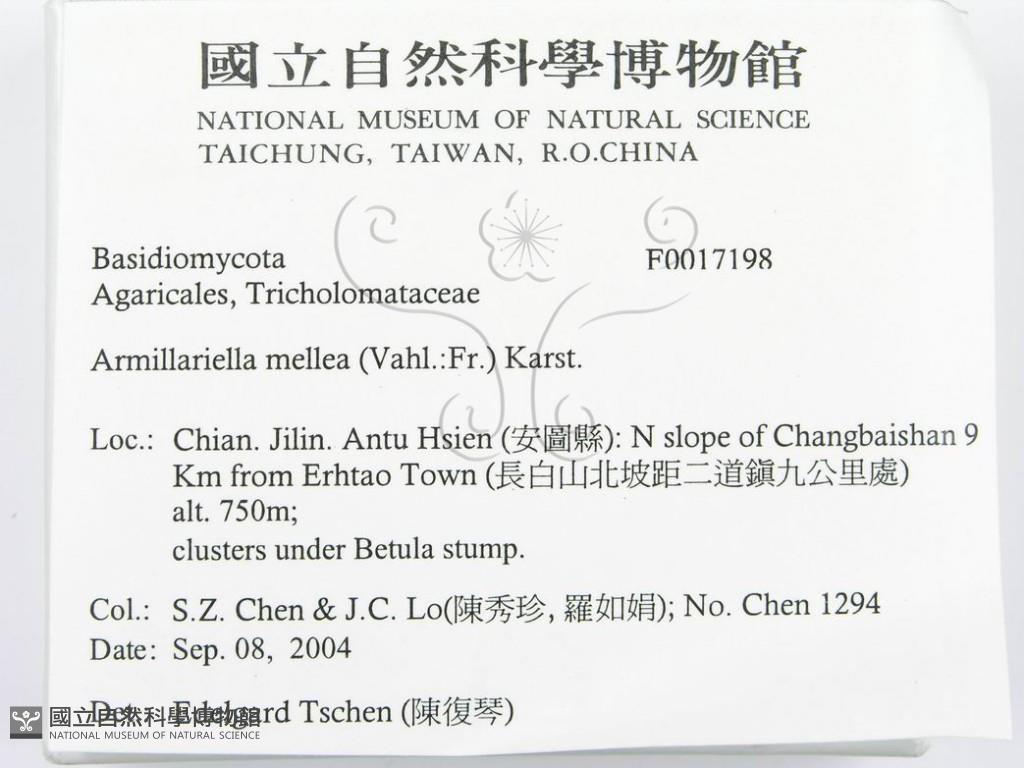 國立自然科學博物館
NATIONAL MUSEUM OF NATURAL SCIENCE
TAICHUNG, TAIWAN, R.O.CHINA
Basidiomycota F0017198
Agaricales, Tricholomataceae
Armillariella mellea (Vahl.:Fr.) Karst.
Loc.: Chian. Jilin. Antu Hsien (安圖縣): N slope of Changbaishan 9
Km from Erhtao Town (長白山北坡距二道鎭九公里處)
alt. 750m;
clusters under Betula stump.
Col.: S.Z. Chen & J.C. Lo(陳秀珍, 羅如娟); No. Chen 1294
Date: Sep. 08, 2004
Tschen (陳復琴)
國立自然科學博物館
NATIONAL MUSEUM OF NATURAL SCIENCE